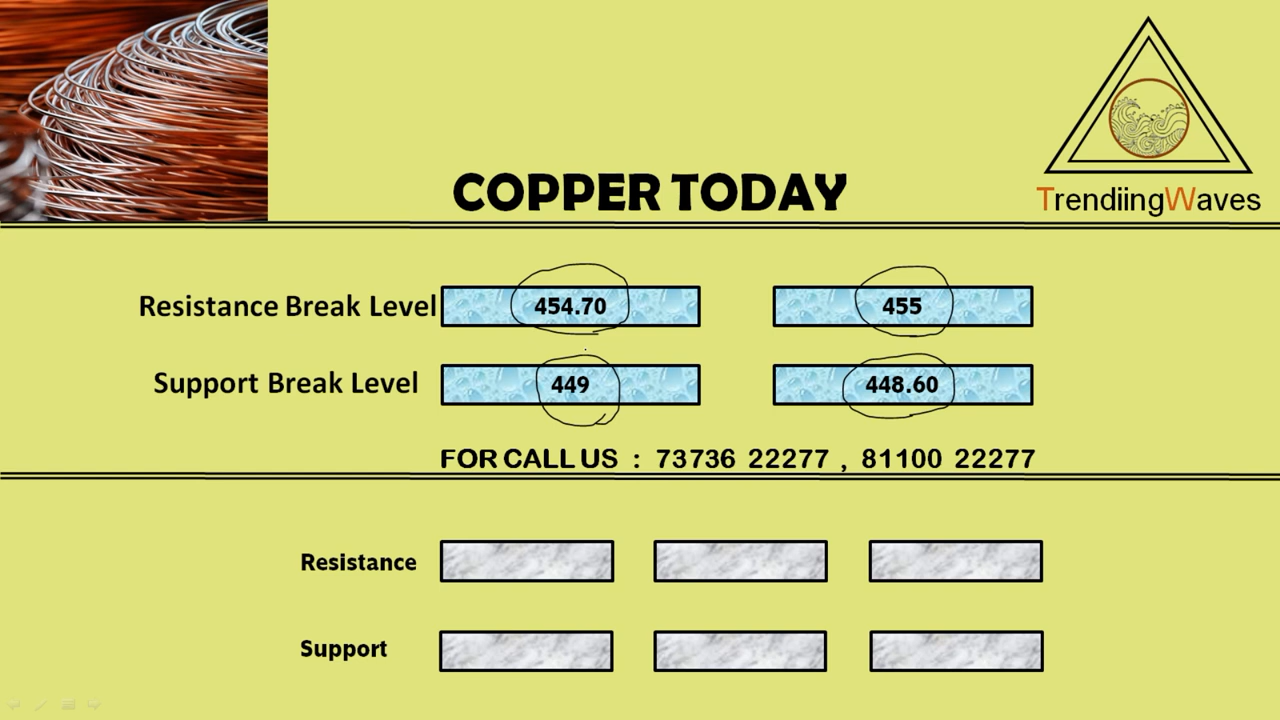 COPPER TODAY
TrendiingWaves
Resistance Break Level 454.70 455
Support Break Level 449 448.60
FOR CALL US : 73736 22277 , 81100 22277
Resistance
Support